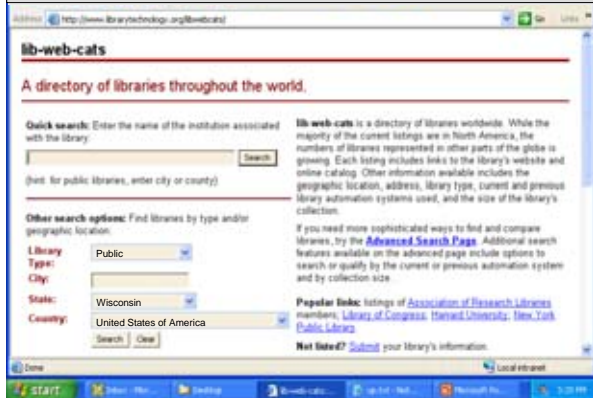 Address http://www.librarytechnology.org/libwebcats/ Go Links
lib-web-cats
A directory of libraries throughout the world.
Quick search: Enter the name of the institution associated
with the library:
Search
(hint: for public libraries, enter city or county)
Other search options: Find libraries by type and/or
geographic location.
Library
Type: Public
City:
State: Wisconsin
Country: United States of America
Search Clear
lib-web-cats is a directory of libraries worldwide. While the
majority of the current listings are in North America, the
numbers of libraries represented in other parts of the globe is
growing. Each listing includes links to the library's website and
online catalog. Other information available includes the
geographic location, address, library type, current and previous
library automation systems used, and the size of the library's
collection.
If you need more sophisticated ways to find and compare
libraries, try the Advanced Search Page. Additional search
features available on the advanced page include options to
search or qualify by the current or previous automation system
and by collection size.
Popular links: listings of Association of Research Libraries
members; Library of Congress; Harvard University; New York
Public Library.
Not listed? Submit your library's information.
Done Local intranet
start Inbox Desktop lib-web-cats: Microsoft 3:20 PM